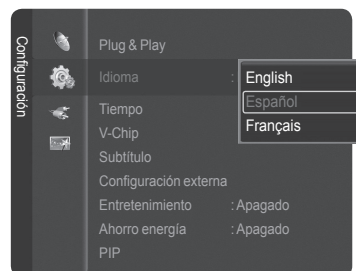 Configuración
Plug & Play
Idioma : English
Español
Français
Tiempo
V-Chip
Subtítulo
Configuración externa
Entretenimiento : Apagado
Ahorro energía : Apagado
PIP